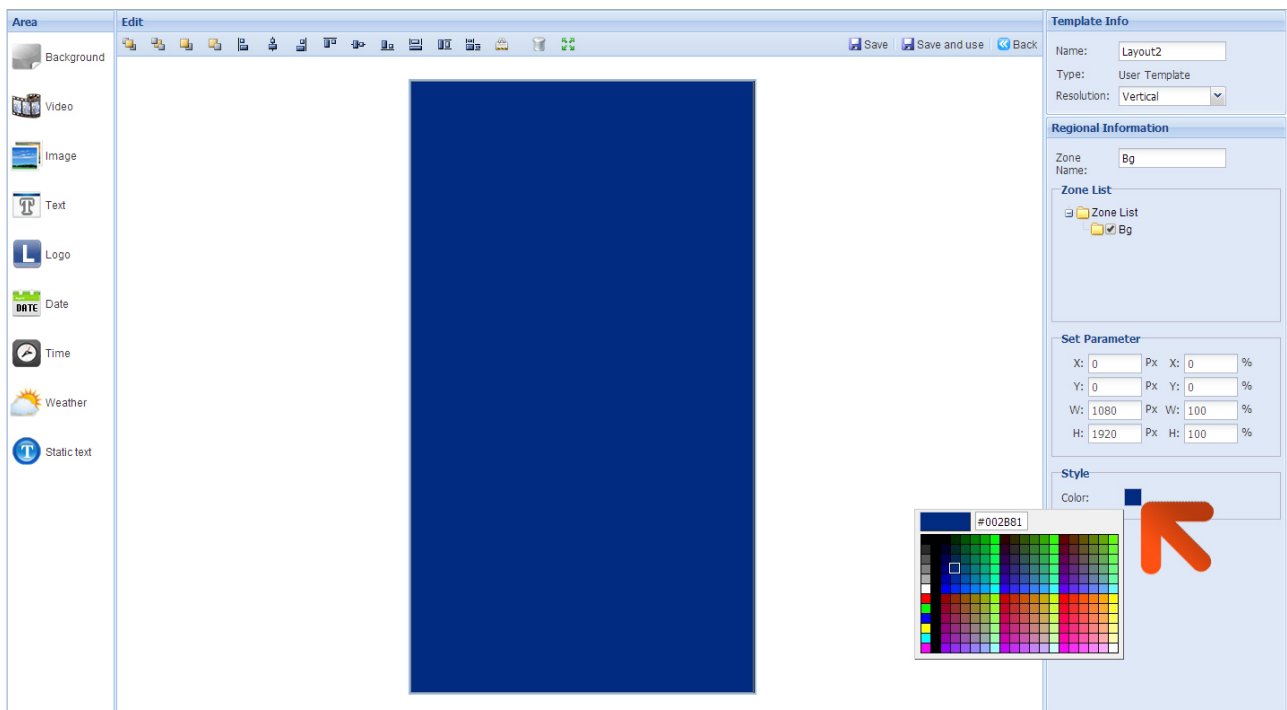 Area
Edit
Template Info
Background
Video
Image
Text
Logo
DATE Date
Time
Weather
Static text
Save Save and use Back
Name: Layout2
Type: User Template
Resolution: Vertical
Regional Information
Zone Name: Bg
Zone List
Zone List
Bg
Set Parameter
X: 0 Px X: 0 %
Y: 0 Px Y: 0 %
W: 1080 Px W: 100 %
H: 1920 Px H: 100 %
Style
Color:
#002B81